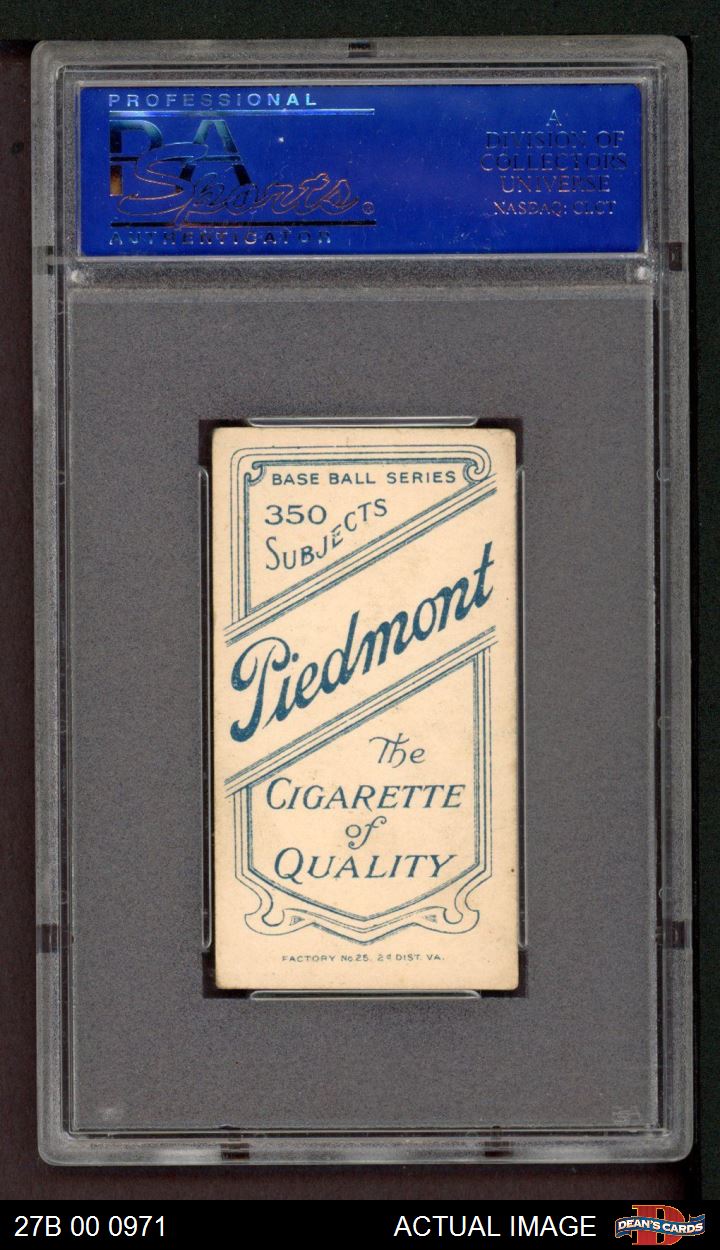 PROFESSIONAL
PSA
Sports®
AUTHENTICATOR
A
DIVISION OF
COLLECTORS
UNIVERSE
NASDAQ: CLCT
BASE BALL SERIES
350
SUBJECTS
Piedmont
The
CIGARETTE
of
QUALITY
FACTORY No 25. 2d DIST. VA.
27B 00 0971
ACTUAL IMAGE
D
DEAN'S CARDS